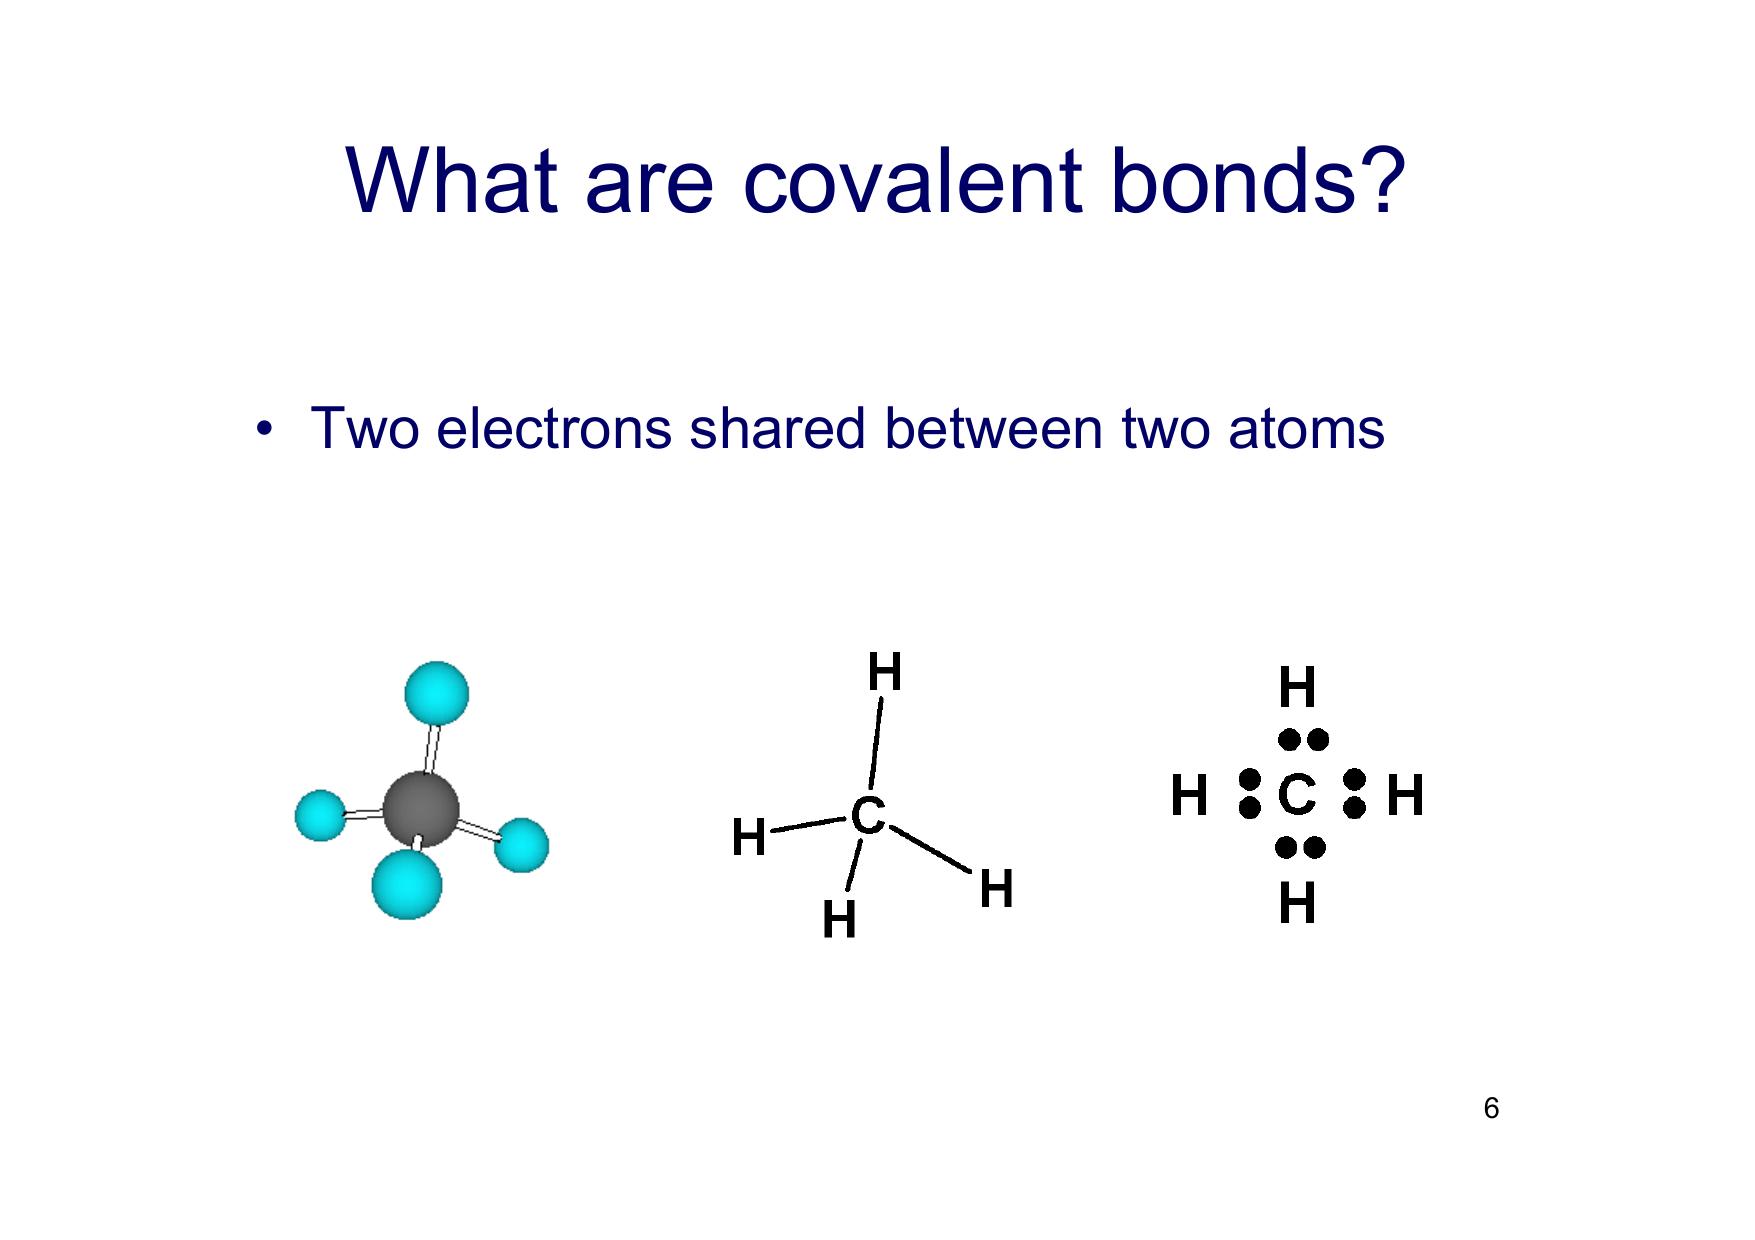 What are covalent bonds?
• Two electrons shared between two atoms
H
H C H
H
H
H C H
H
6